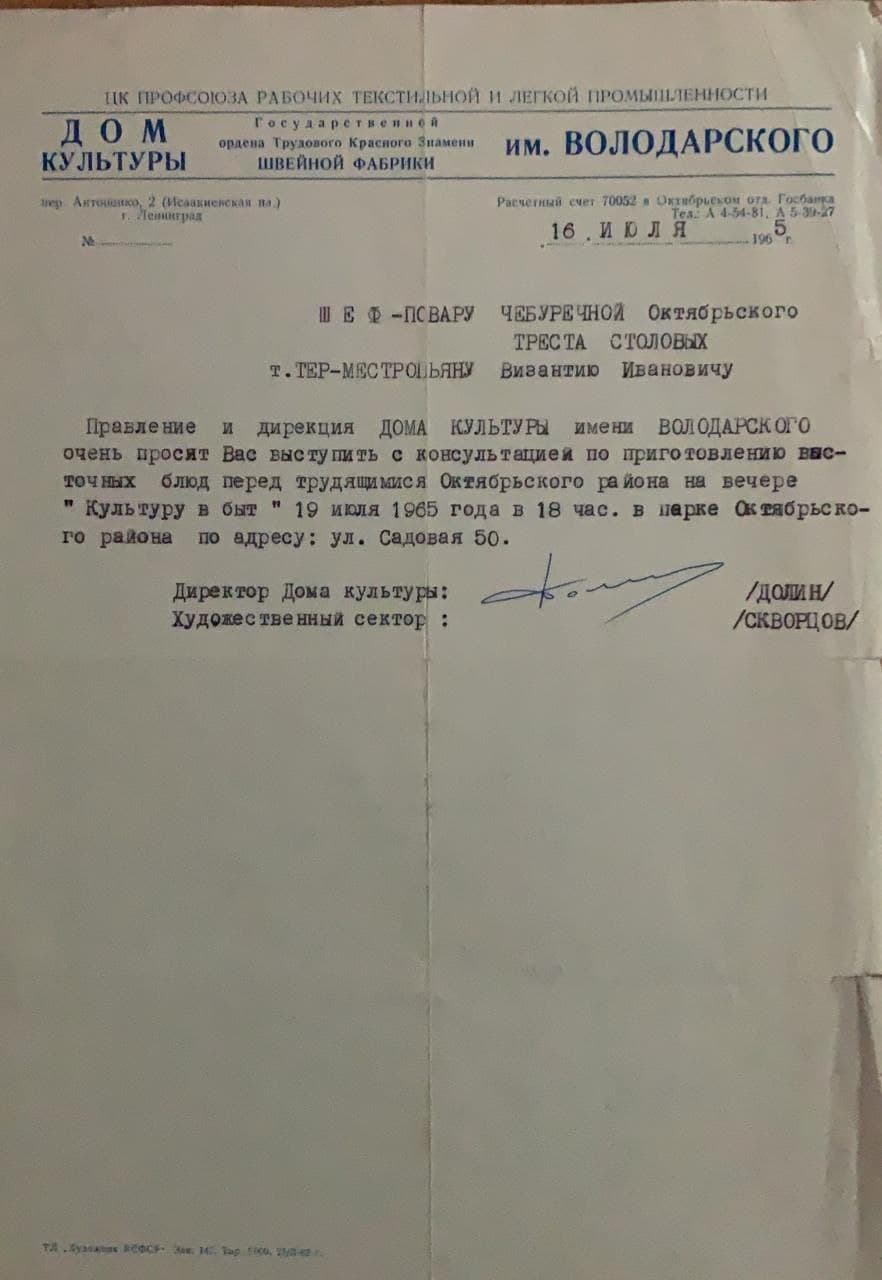 ЦК ПРОФСОЮЗА РАБОЧИХ ТЕКСТИЛЬНОЙ И ЛЕГКОЙ ПРОМЫШЛЕННОСТИ
ДОМ КУЛЬТУРЫ
Государственной
ордена Трудового Красного Знамени
ШВЕЙНОЙ ФАБРИКИ
им. ВОЛОДАРСКОГО
пер. Антоненко, 2 (Исаакиевская пл.)
г. Ленинград
№
Расчетный счет 70052 в Октябрьском отд. Госбанка
Тел.: А 4-54-81, А 5-39-27
16 . ИЮЛЯ 1965 г.
ШЕФ-ПОВАРУ ЧЕБУРЕЧНОЙ Октябрьского
ТРЕСТА СТОЛОВЫХ
т.ТЕР-МЕСТРОПЬЯНУ Византию Ивановичу
Правление и дирекция ДОМА КУЛЬТУРЫ имени ВОЛОДАРСКОГО
очень просят Вас выступить с консультацией по приготовлению вос-
точных блюд перед трудящимися Октябрьского района на вечере
" Культуру в быт " 19 июля 1965 года в 18 час. в парке Октябрьско-
го района по адресу: ул. Садовая 50.
Директор Дома культуры: /ДОЛИН/
Художественный сектор : /СКВОРЦОВ/